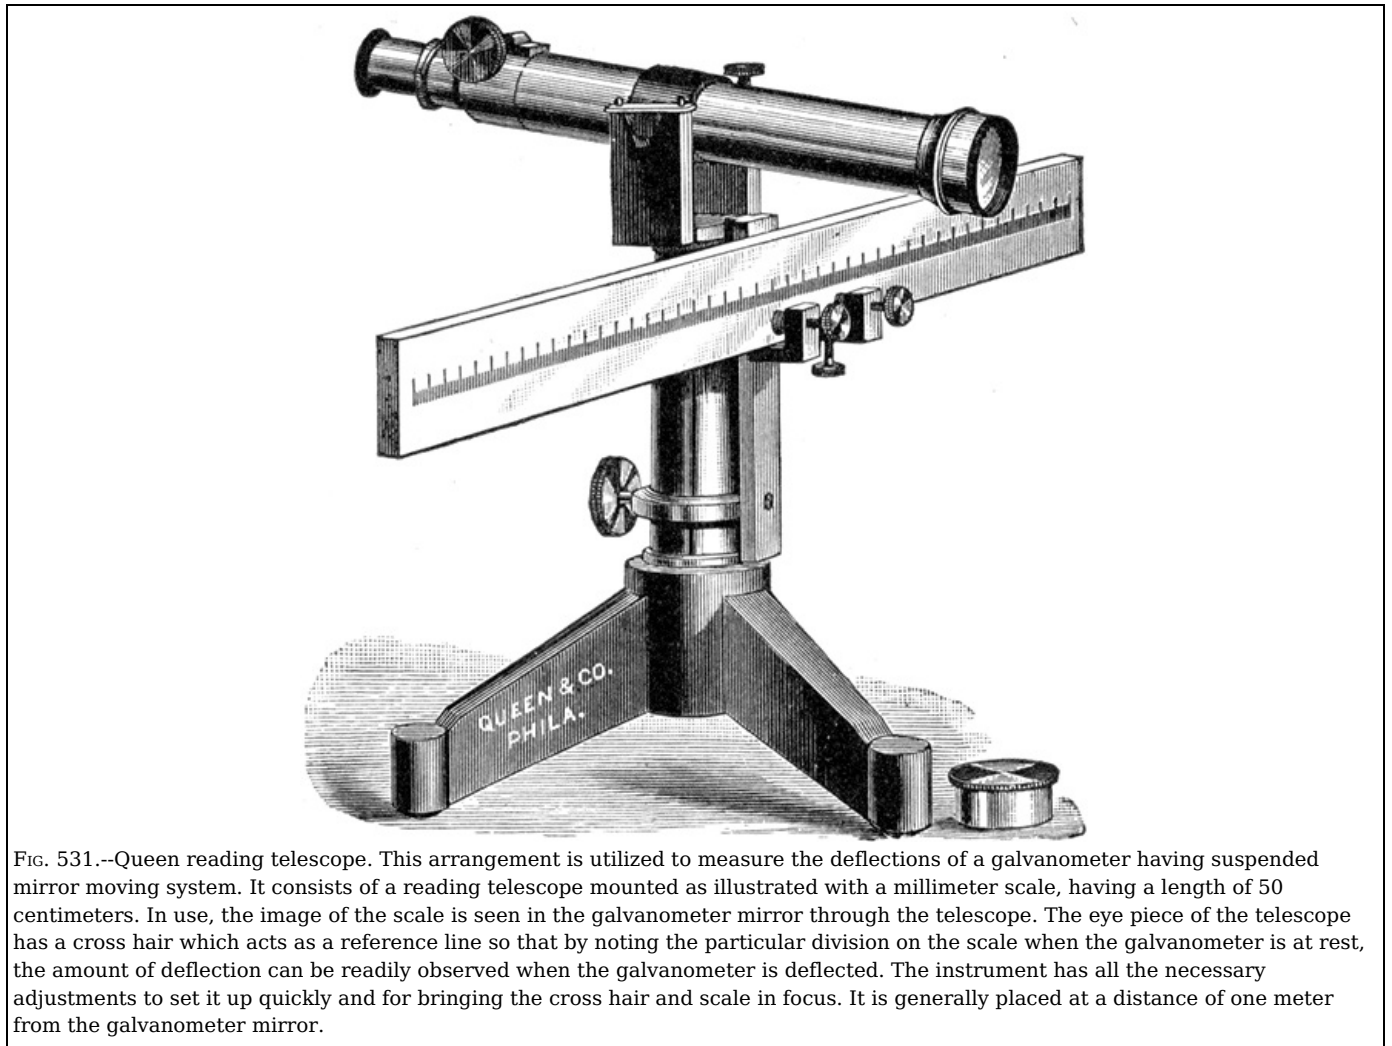 QUEEN & CO.
PHILA.
FIG. 531.--Queen reading telescope. This arrangement is utilized to measure the deflections of a galvanometer having suspended
mirror moving system. It consists of a reading telescope mounted as illustrated with a millimeter scale, having a length of 50
centimeters. In use, the image of the scale is seen in the galvanometer mirror through the telescope. The eye piece of the telescope
has a cross hair which acts as a reference line so that by noting the particular division on the scale when the galvanometer is at rest,
the amount of deflection can be readily observed when the galvanometer is deflected. The instrument has all the necessary
adjustments to set it up quickly and for bringing the cross hair and scale in focus. It is generally placed at a distance of one meter
from the galvanometer mirror.